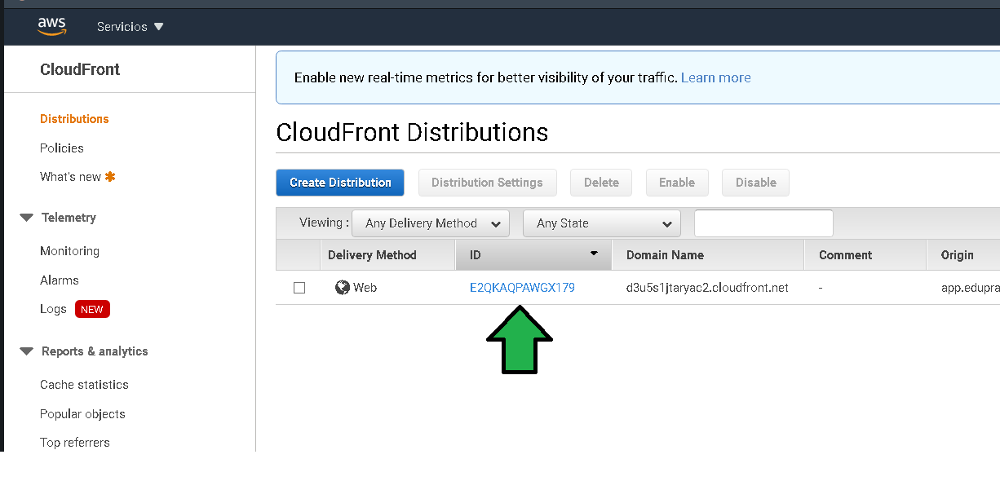 aws Servicios
CloudFront
Distributions
Policies
What's new
Telemetry
Monitoring
Alarms
Logs NEW
Reports & analytics
Cache statistics
Popular objects
Top referrers
Enable new real-time metrics for better visibility of your traffic. Learn more
CloudFront Distributions
Create Distribution Distribution Settings Delete Enable Disable
Viewing : Any Delivery Method Any State
Delivery Method ID Domain Name Comment Origin
Web E2QKAQPAWGX179 d3u5s1jtaryac2.cloudfront.net - app.edupra